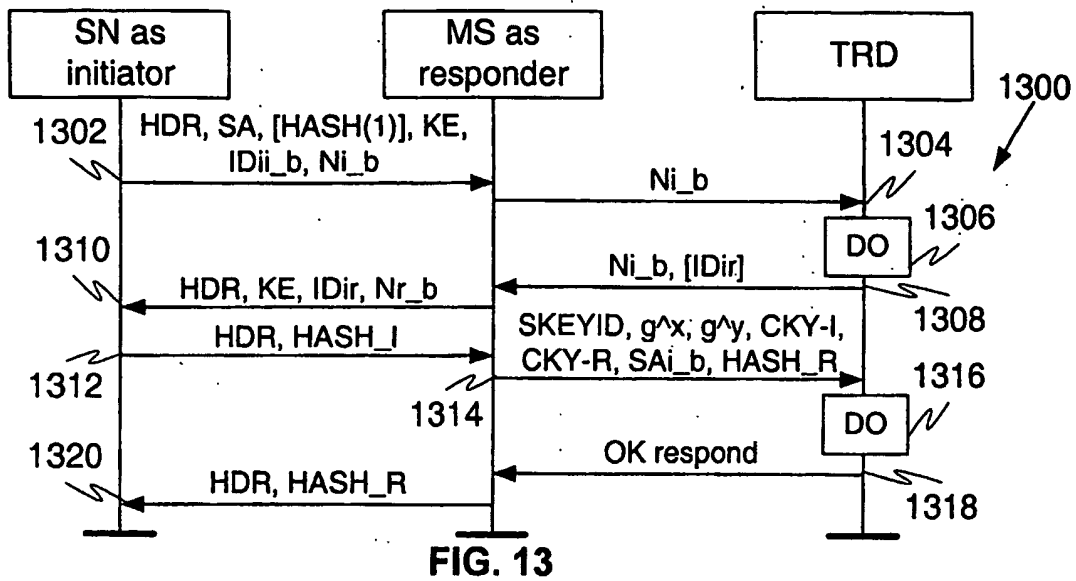 SN as
initiator
MS as
responder
TRD
1300
1302
HDR, SA, [HASH(1)], KE,
IDii_b, Ni_b
1304
Ni_b
1306
DO
1310
Ni_b, [IDir]
HDR, KE, IDir, Nr_b
1308
HDR, HASH_I
SKEYID, g^x; g^y, CKY-I,
CKY-R, SAi_b, HASH_R
1312
1314
1316
DO
1320
OK respond
HDR, HASH_R
1318
FIG. 13